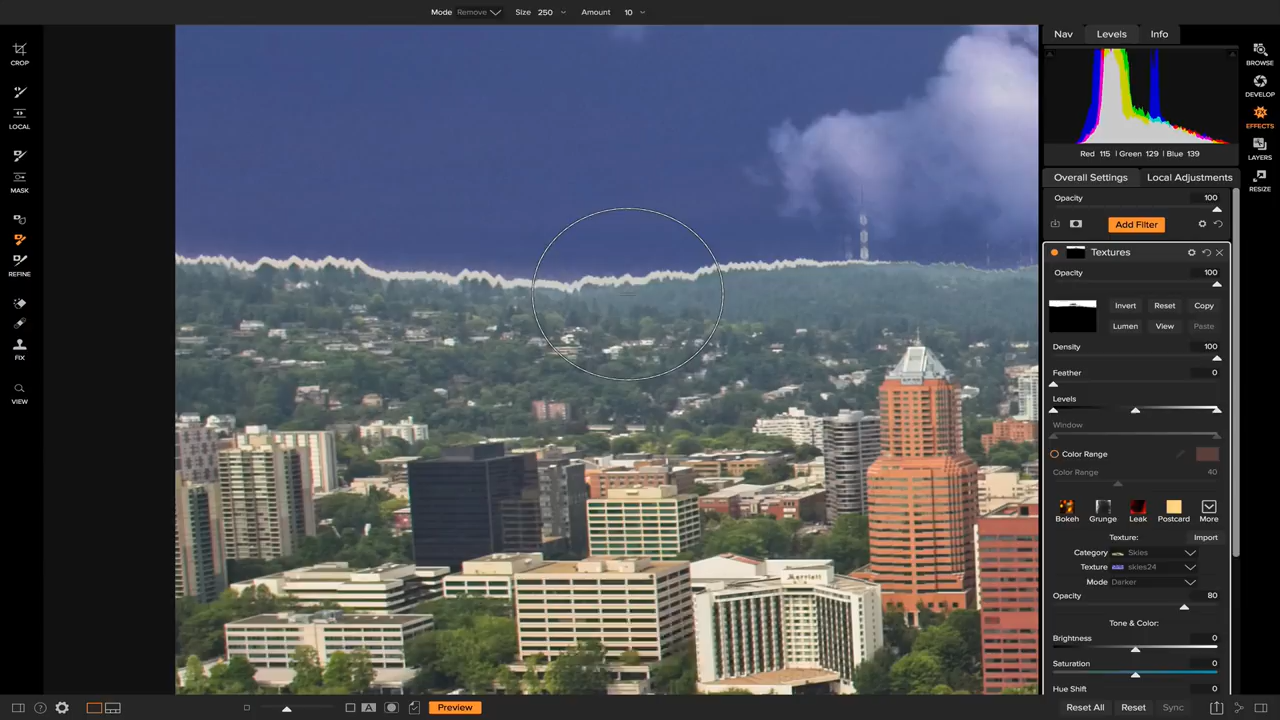 Mode Remove Size 250 Amount 10
CROP
LOCAL
MASK
REFINE
FIX
VIEW
Marriott
Nav Levels Info
Red 115 | Green 129 | Blue 139
Overall Settings Local Adjustments
Opacity 100
Add Filter
Textures
Opacity 100
Invert Reset Copy
Lumen View Paste
Density 100
Feather 0
Levels
Window
Color Range
Color Range 40
Bokeh Grunge Leak Postcard More
Texture: Import
Category Skies
Texture skies24
Mode Darker
Opacity 80
Tone & Color:
Brightness 0
Saturation 0
Hue Shift 0
BROWSE
DEVELOP
EFFECTS
LAYERS
RESIZE
? A Preview
Reset All Reset Sync